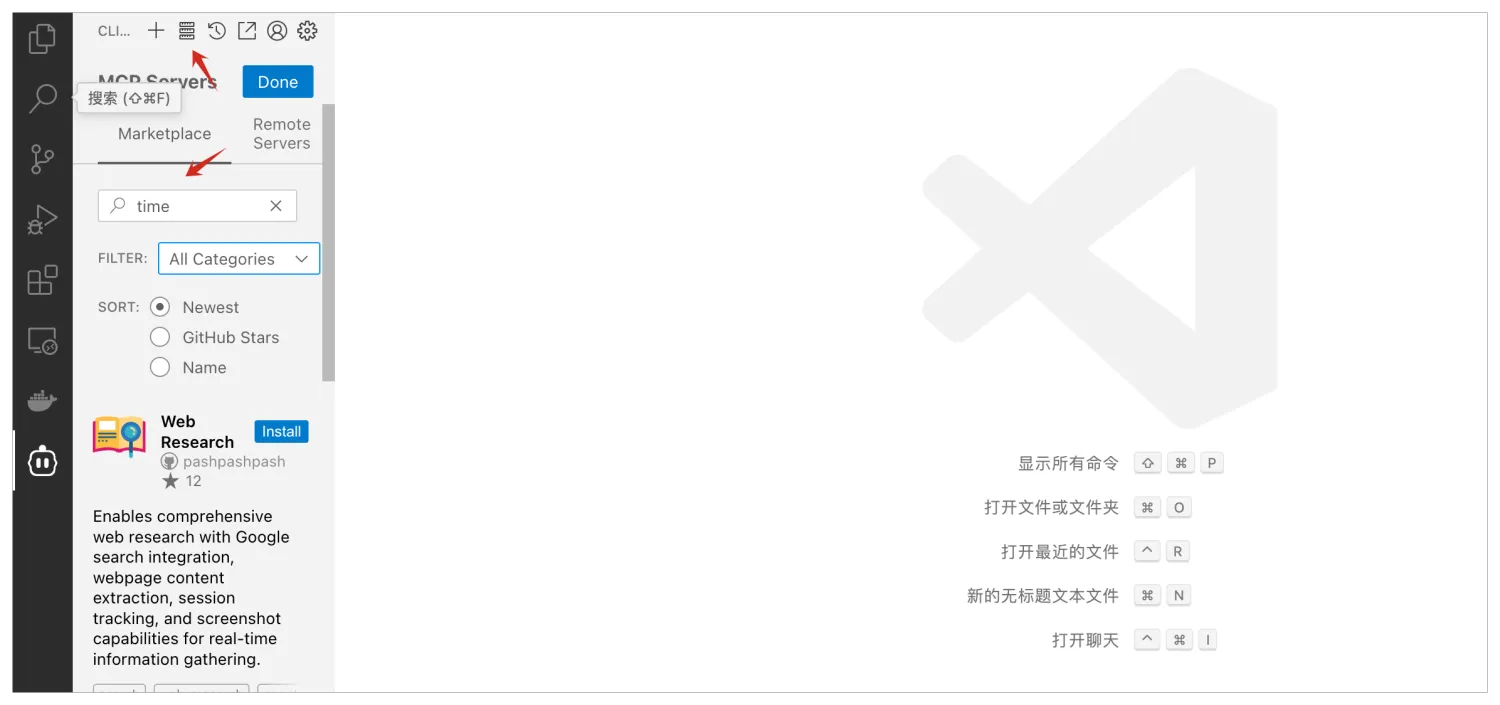 CLI...
MCP Servers
Done
搜索 (⇧⌘F)
Marketplace
Remote
Servers
time
FILTER:
All Categories
SORT:
Newest
GitHub Stars
Name
Web
Research
Install
pashpashpash
12
Enables comprehensive
web research with Google
search integration,
webpage content
extraction, session
tracking, and screenshot
capabilities for real-time
information gathering.
显示所有命令 ⇧ ⌘ P
打开文件或文件夹 ⌘ O
打开最近的文件 ^ R
新的无标题文本文件 ⌘ N
打开聊天 ^ ⌘ I